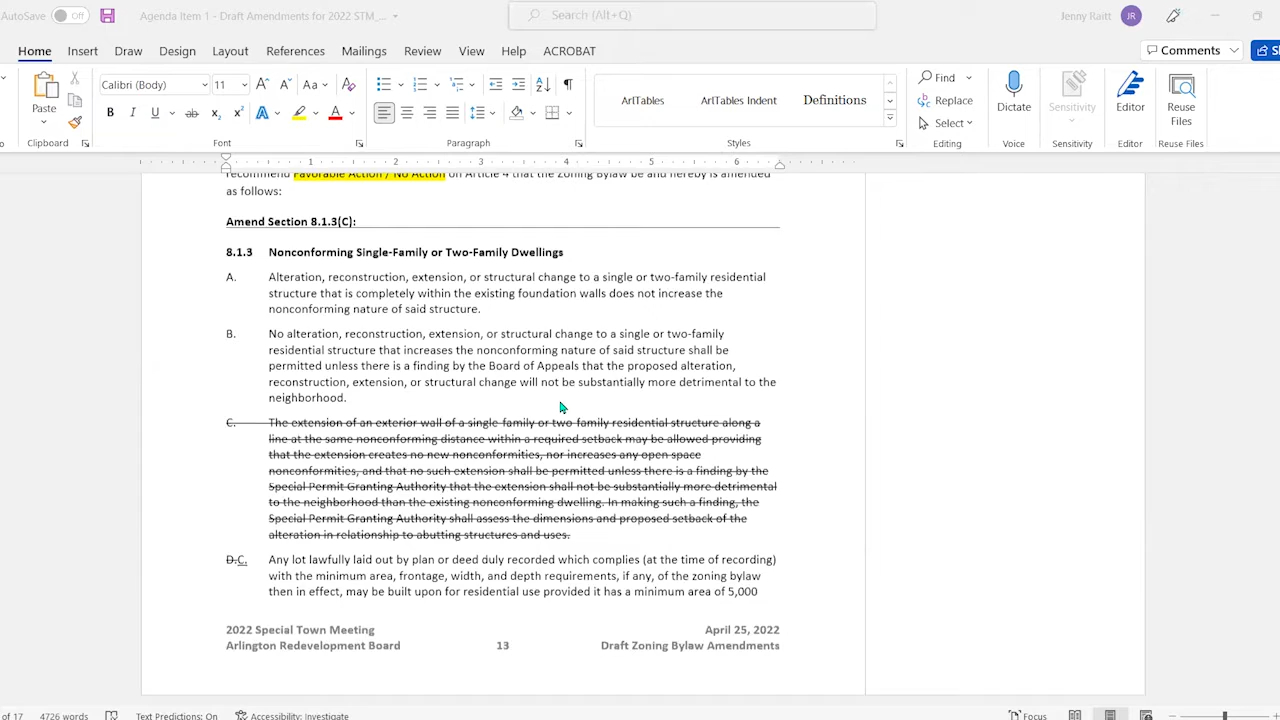 AutoSave Off Agenda Item 1 - Draft Amendments for 2022 STM_... Search (Alt+Q) Jenny Raitt JR
Home Insert Draw Design Layout References Mailings Review View Help ACROBAT Comments
Calibri (Body) 11 Aa ArlTables ArlTables Indent Definitions Find
Paste Replace Dictate Sensitivity Editor Reuse Files
B I U ab x₂ x² A A Select
Clipboard Font Paragraph Styles Editing Voice Sensitivity Editor Reuse Files
1 2 3 4 5 6
recommend Favorable Action / No Action on Article 4 that the Zoning Bylaw be and hereby is amended
as follows:
Amend Section 8.1.3(C):
8.1.3 Nonconforming Single-Family or Two-Family Dwellings
A. Alteration, reconstruction, extension, or structural change to a single or two-family residential
structure that is completely within the existing foundation walls does not increase the
nonconforming nature of said structure.
B. No alteration, reconstruction, extension, or structural change to a single or two-family
residential structure that increases the nonconforming nature of said structure shall be
permitted unless there is a finding by the Board of Appeals that the proposed alteration,
reconstruction, extension, or structural change will not be substantially more detrimental to the
neighborhood.
C. The extension of an exterior wall of a single-family or two-family residential structure along a
line at the same nonconforming distance within a required setback may be allowed providing
that the extension creates no new nonconformities, nor increases any open space
nonconformities, and that no such extension shall be permitted unless there is a finding by the
Special Permit Granting Authority that the extension shall not be substantially more detrimental
to the neighborhood than the existing nonconforming dwelling. In making such a finding, the
Special Permit Granting Authority shall assess the dimensions and proposed setback of the
alteration in relationship to abutting structures and uses.
D.C. Any lot lawfully laid out by plan or deed duly recorded which complies (at the time of recording)
with the minimum area, frontage, width, and depth requirements, if any, of the zoning bylaw
then in effect, may be built upon for residential use provided it has a minimum area of 5,000
2022 Special Town Meeting April 25, 2022
Arlington Redevelopment Board 13 Draft Zoning Bylaw Amendments
of 17 4726 words Text Predictions: On Accessibility: Investigate Focus